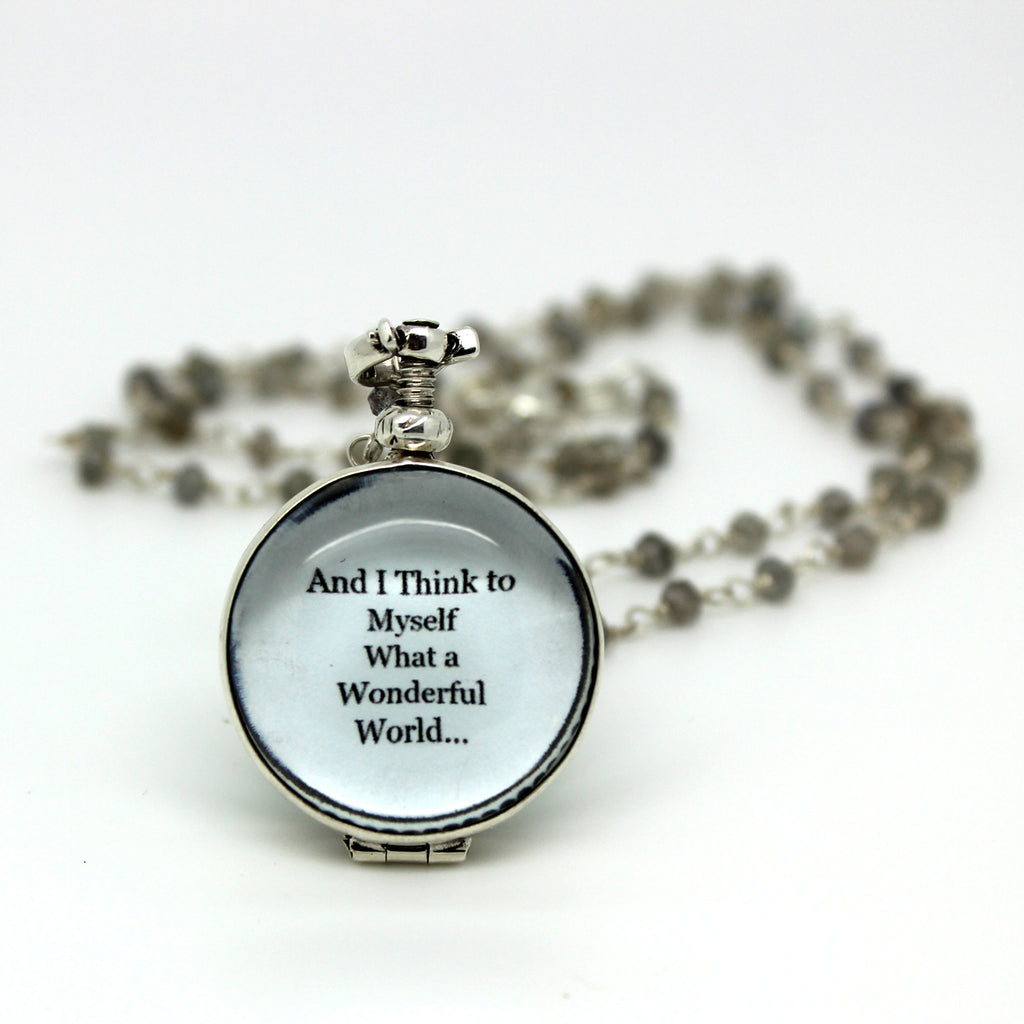 And I Think to
Myself
What a
Wonderful
World...